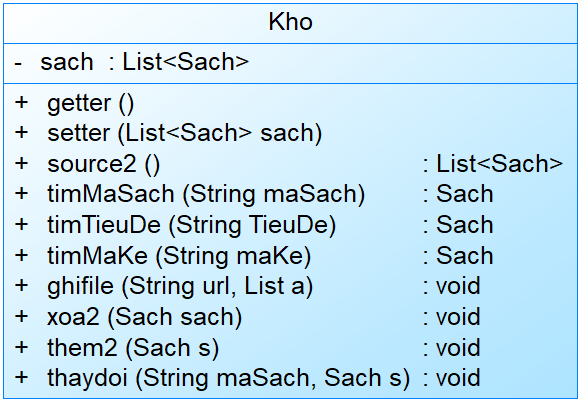 Kho
- sach : List<Sach>
+ getter ()
+ setter (List<Sach> sach)
+ source2 () : List<Sach>
+ timMaSach (String maSach) : Sach
+ timTieuDe (String TieuDe) : Sach
+ timMaKe (String maKe) : Sach
+ ghifile (String url, List a) : void
+ xoa2 (Sach sach) : void
+ them2 (Sach s) : void
+ thaydoi (String maSach, Sach s) : void